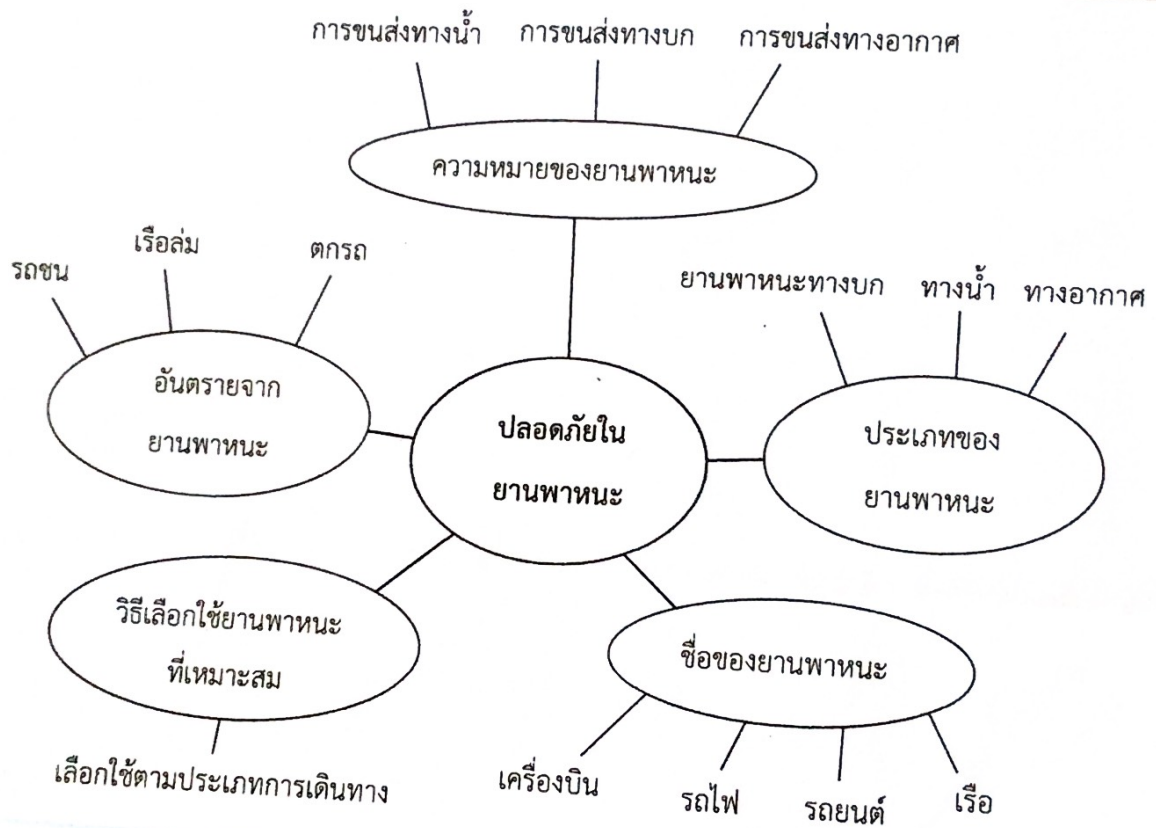 การขนส่งทางน้ำ การขนส่งทางบก การขนส่งทางอากาศ
ความหมายของยานพาหนะ
รถชน เรือล่ม ตกรถ
ยานพาหนะทางบก ทางน้ำ ทางอากาศ
อันตรายจาก
ยานพาหนะ
ปลอดภัยใน
ยานพาหนะ
ประเภทของ
ยานพาหนะ
วิธีเลือกใช้ยานพาหนะ
ที่เหมาะสม
ชื่อของยานพาหนะ
เลือกใช้ตามประเภทการเดินทาง
เครื่องบิน รถไฟ รถยนต์ เรือ